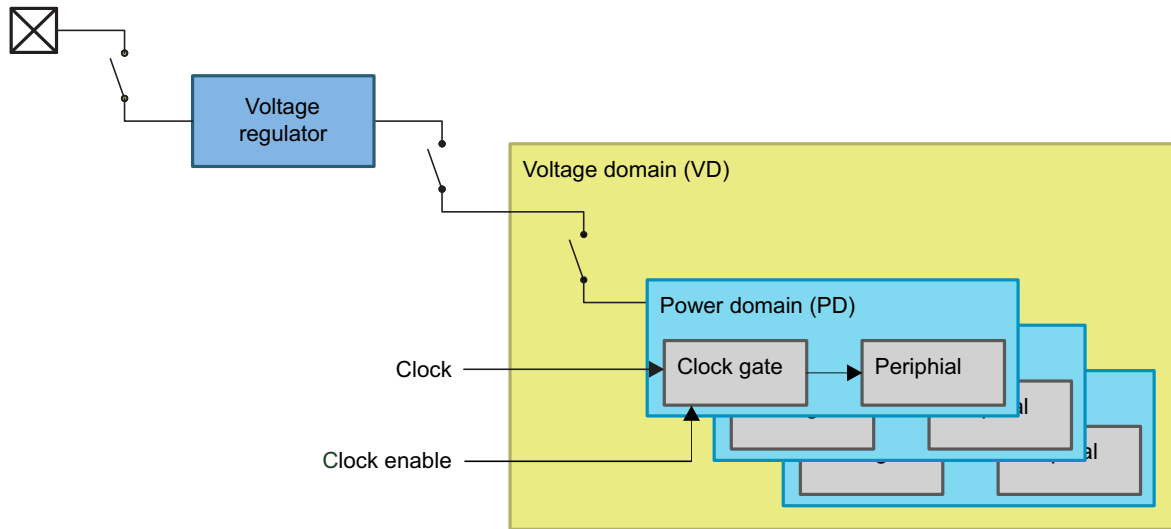 Voltage
regulator
Voltage domain (VD)
Power domain (PD)
Clock
Clock gate
Periphial
Clock enable